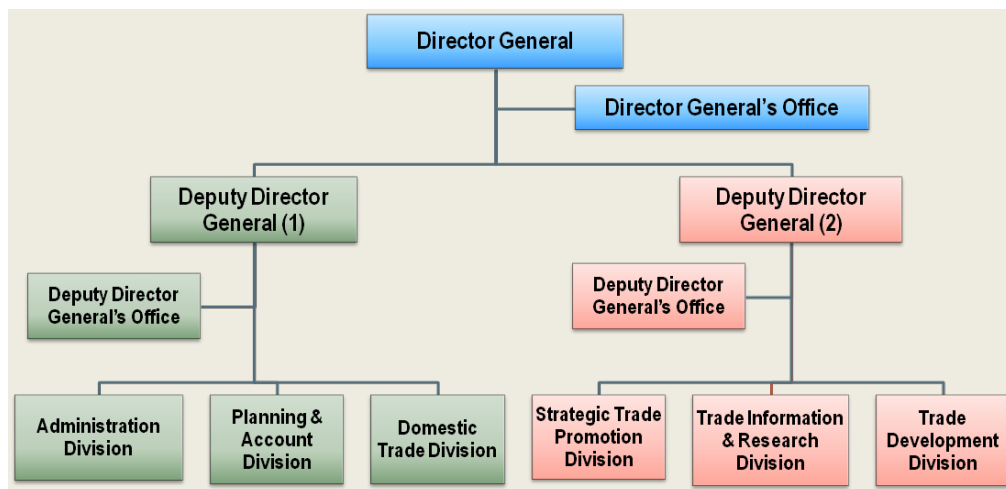 Director General
Director General’s Office
Deputy Director
General (1)
Deputy Director
General (2)
Deputy Director
General’s Office
Deputy Director
General’s Office
Administration
Division
Planning &
Account
Division
Domestic
Trade Division
Strategic Trade
Promotion
Division
Trade Information
& Research
Division
Trade
Development
Division